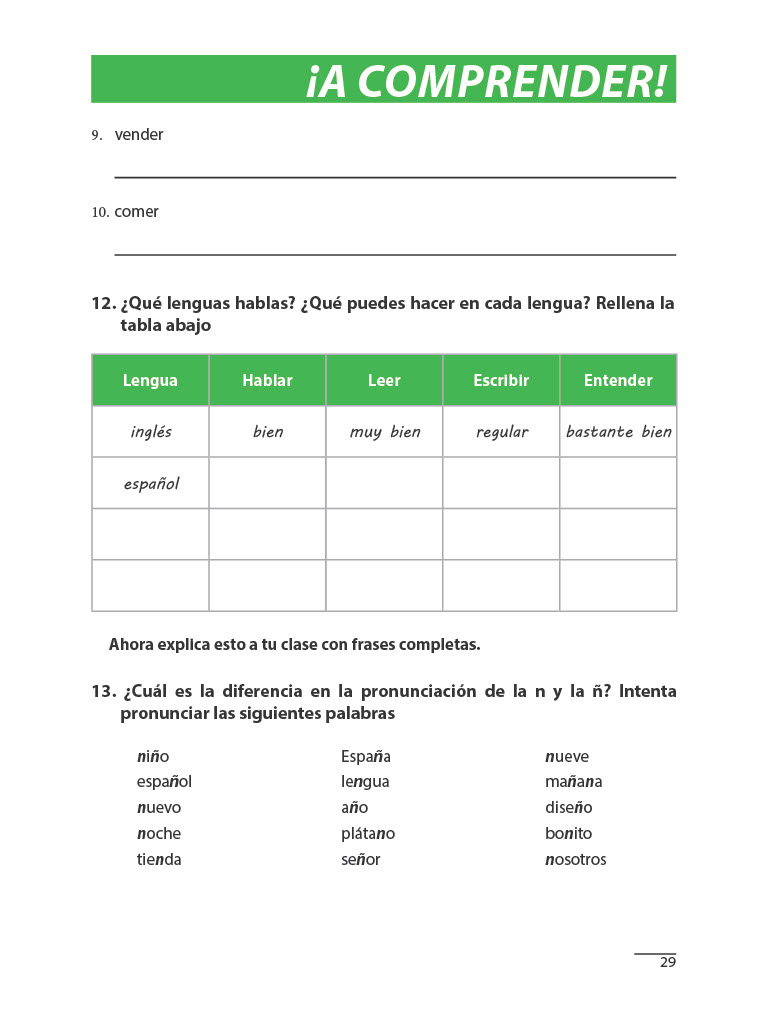 ¡A COMPRENDER!
9. vender
10. comer
12. ¿Qué lenguas hablas? ¿Qué puedes hacer en cada lengua? Rellena la
tabla abajo
Lengua Hablar Leer Escribir Entender
inglés bien muy bien regular bastante bien
español
Ahora explica esto a tu clase con frases completas.
13. ¿Cuál es la diferencia en la pronunciación de la n y la ñ? Intenta
pronunciar las siguientes palabras
niño España nueve
español lengua mañana
nuevo año diseño
noche plátano bonito
tienda señor nosotros
29